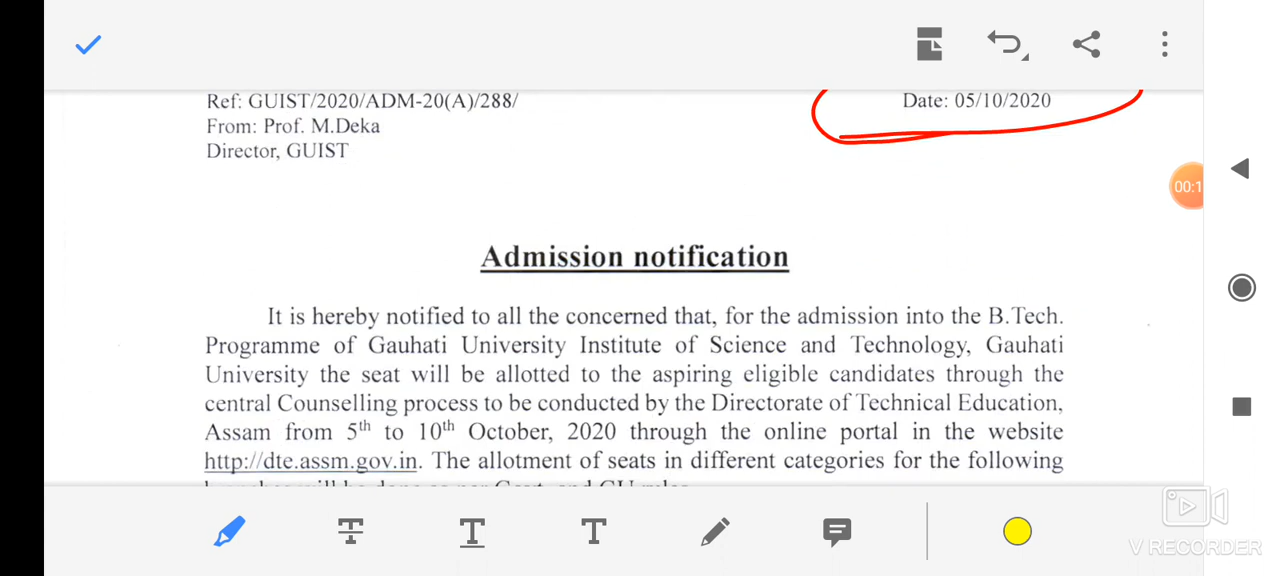 Ref: GUIST/2020/ADM-20(A)/288/
Date: 05/10/2020
From: Prof. M.Deka
Director, GUIST
00:1
Admission notification
It is hereby notified to all the concerned that, for the admission into the B.Tech.
Programme of Gauhati University Institute of Science and Technology, Gauhati
University the seat will be allotted to the aspiring eligible candidates through the
central Counselling process to be conducted by the Directorate of Technical Education,
Assam from 5th to 10th October, 2020 through the online portal in the website
http://dte.assm.gov.in. The allotment of seats in different categories for the following
T T T
V RECORDER